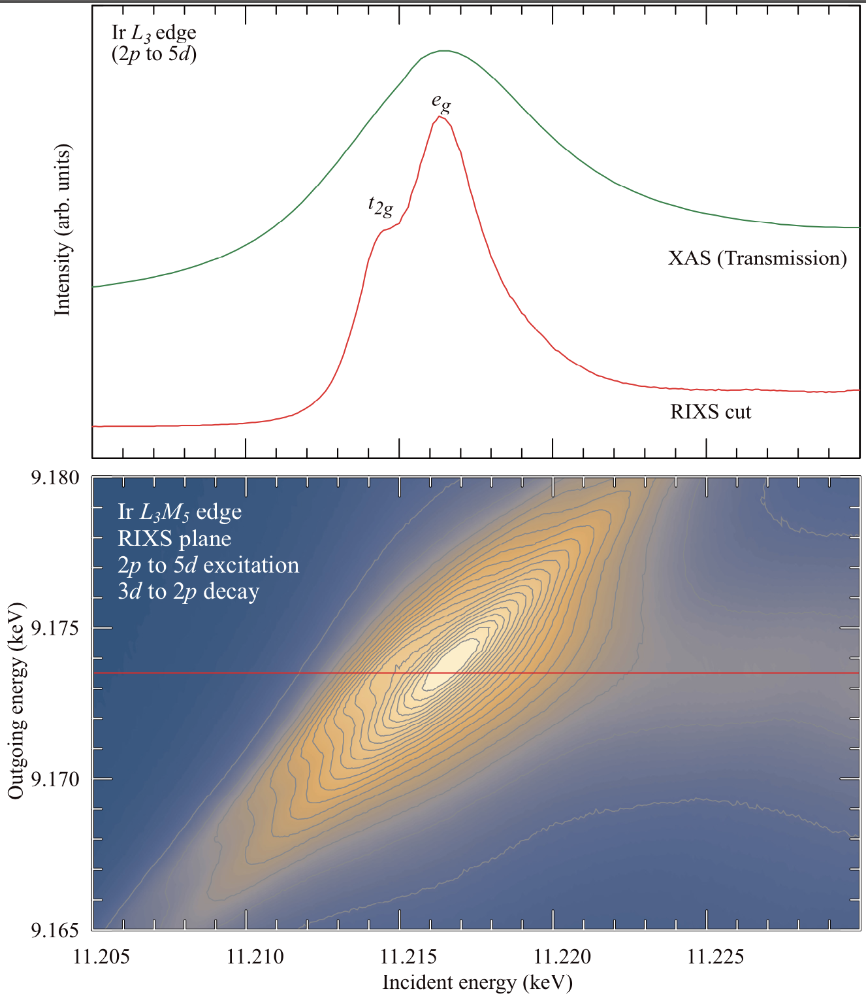 Ir L3 edge
(2p to 5d)
eg
t2g
Intensity (arb. units)
XAS (Transmission)
RIXS cut
9.180
Ir L3M5 edge
RIXS plane
2p to 5d excitation
3d to 2p decay
9.175
Outgoing energy (keV)
9.170
9.165
11.205 11.210 11.215 11.220 11.225
Incident energy (keV)